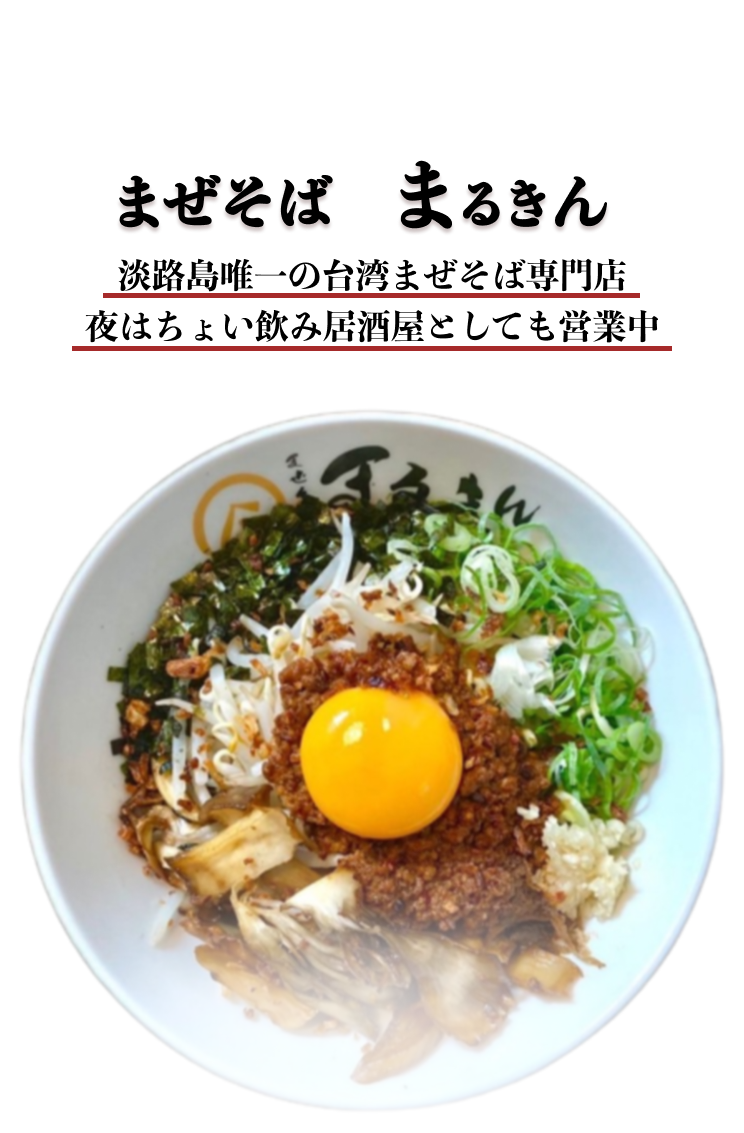 まぜそば　まるきん
淡路島唯一の台湾まぜそば専門店
夜はちょい飲み居酒屋としても営業中
まるきん